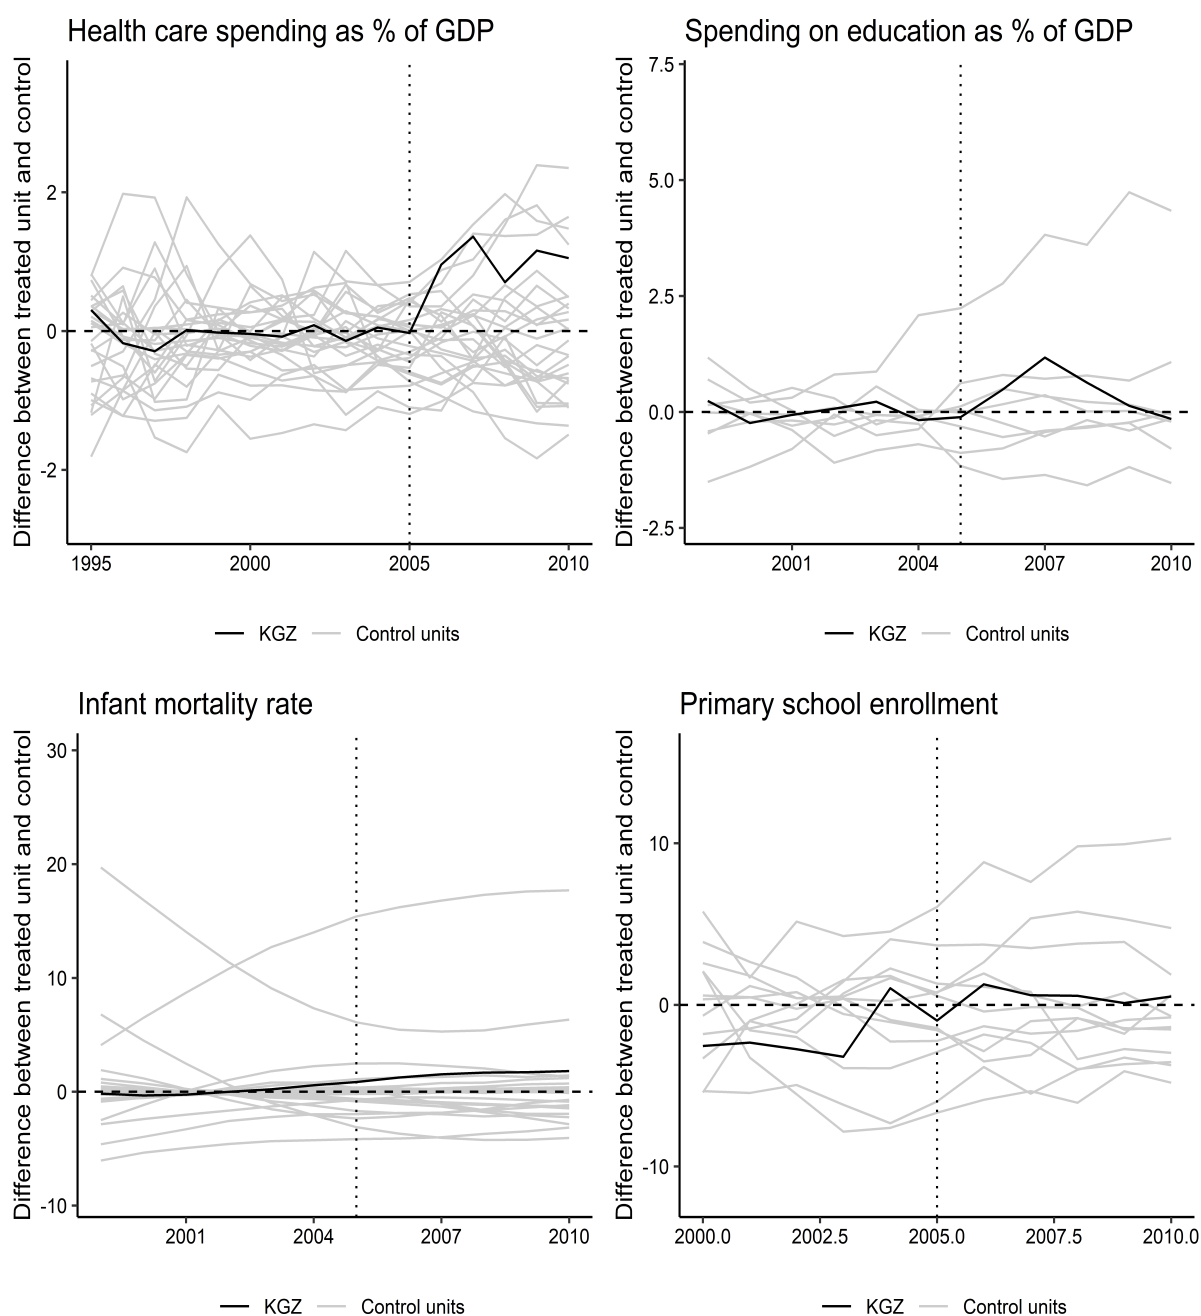 Health care spending as % of GDP
Difference between treated unit and control
2
0
-2
1995 2000 2005 2010
KGZ Control units
Spending on education as % of GDP
Difference between treated unit and control
7.5
5.0
2.5
0.0
-2.5
2001 2004 2007 2010
KGZ Control units
Infant mortality rate
Difference between treated unit and control
30
20
10
0
-10
2001 2004 2007 2010
KGZ Control units
Primary school enrollment
Difference between treated unit and control
10
0
-10
2000.0 2002.5 2005.0 2007.5 2010.0
KGZ Control units